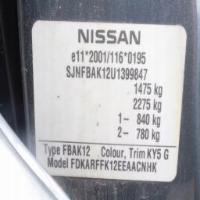 NISSAN
e11*2001/116*0195
SJNFBAK12U1399847
1475 kg
2275 kg
1- 840 kg
2- 780 kg
Type FBAK12 Colour, Trim KY5 G
Model FDKARFFK12EEAACNHK